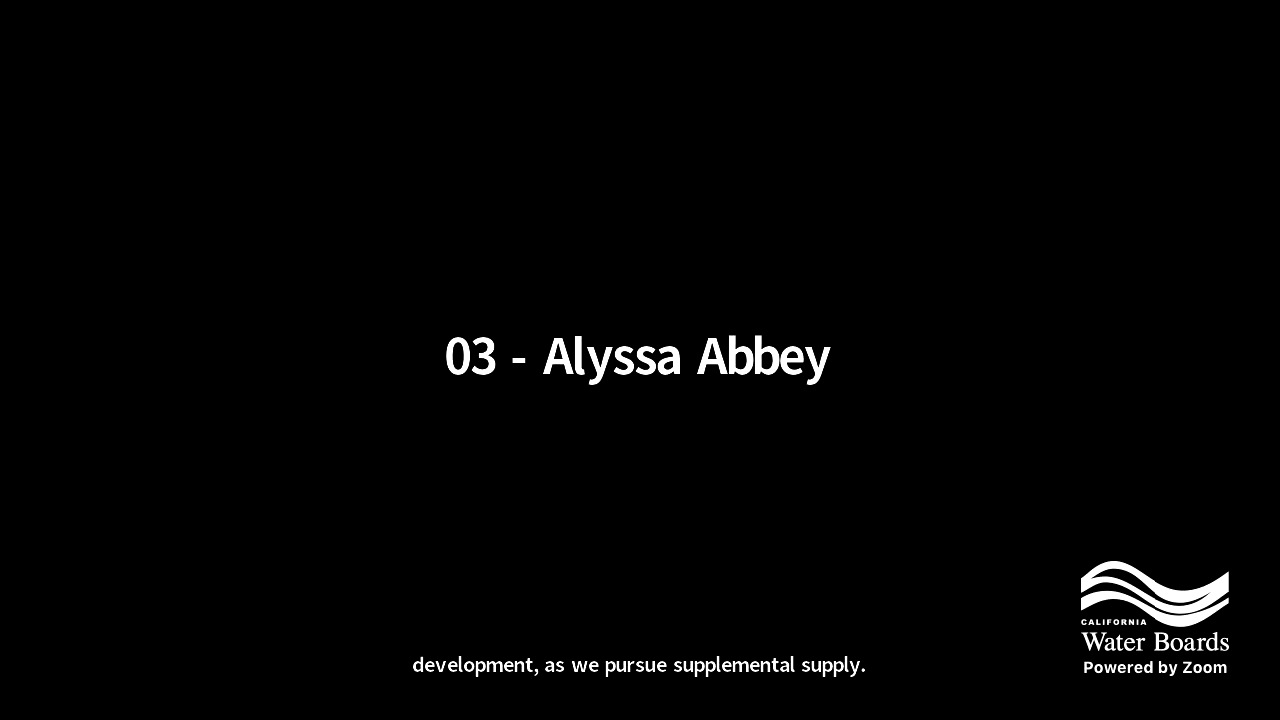 03 - Alyssa Abbey
CALIFORNIA
Water Boards
development, as we pursue supplemental supply.
Powered by Zoom